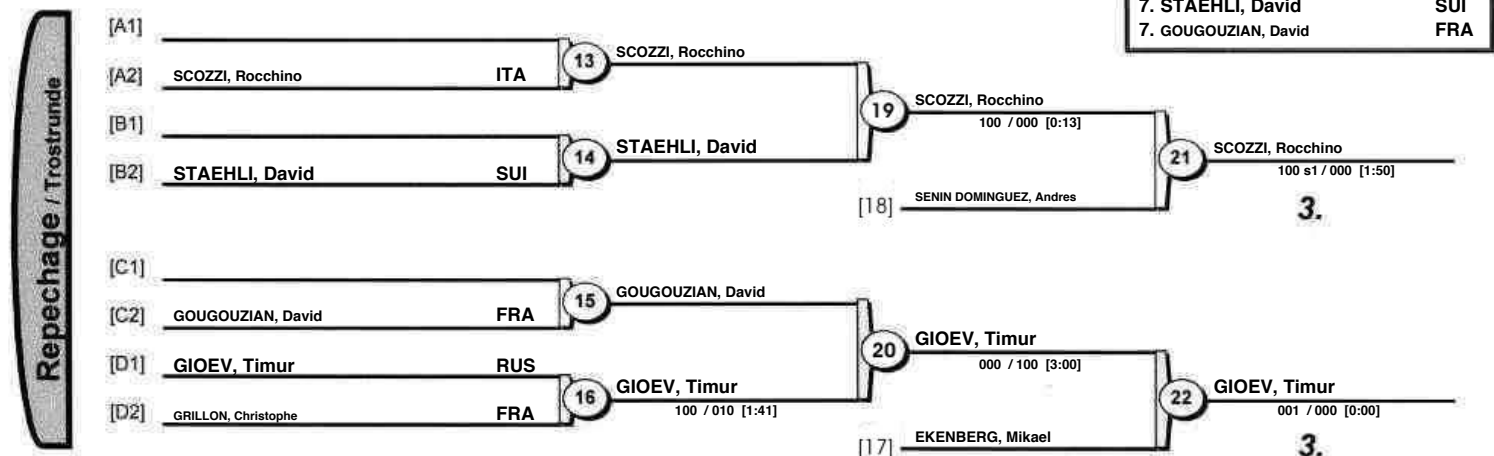 7. STAEHLI, David SUI
7. GOUGOUZIAN, David FRA
Repechage / Trostrunde
[A1]
[A2] SCOZZI, Rocchino ITA
13 SCOZZI, Rocchino
[B1]
[B2] STAEHLI, David SUI
14 STAEHLI, David
19 SCOZZI, Rocchino
100 / 000 [0:13]
[18] SENIN DOMINGUEZ, Andres
21 SCOZZI, Rocchino
100 s1 / 000 [1:50]
3.
[C1]
[C2] GOUGOUZIAN, David FRA
15 GOUGOUZIAN, David
[D1] GIOEV, Timur RUS
[D2] GRILLON, Christophe FRA
16 GIOEV, Timur
100 / 010 [1:41]
20 GIOEV, Timur
000 / 100 [3:00]
[17] EKENBERG, Mikael
22 GIOEV, Timur
001 / 000 [0:00]
3.